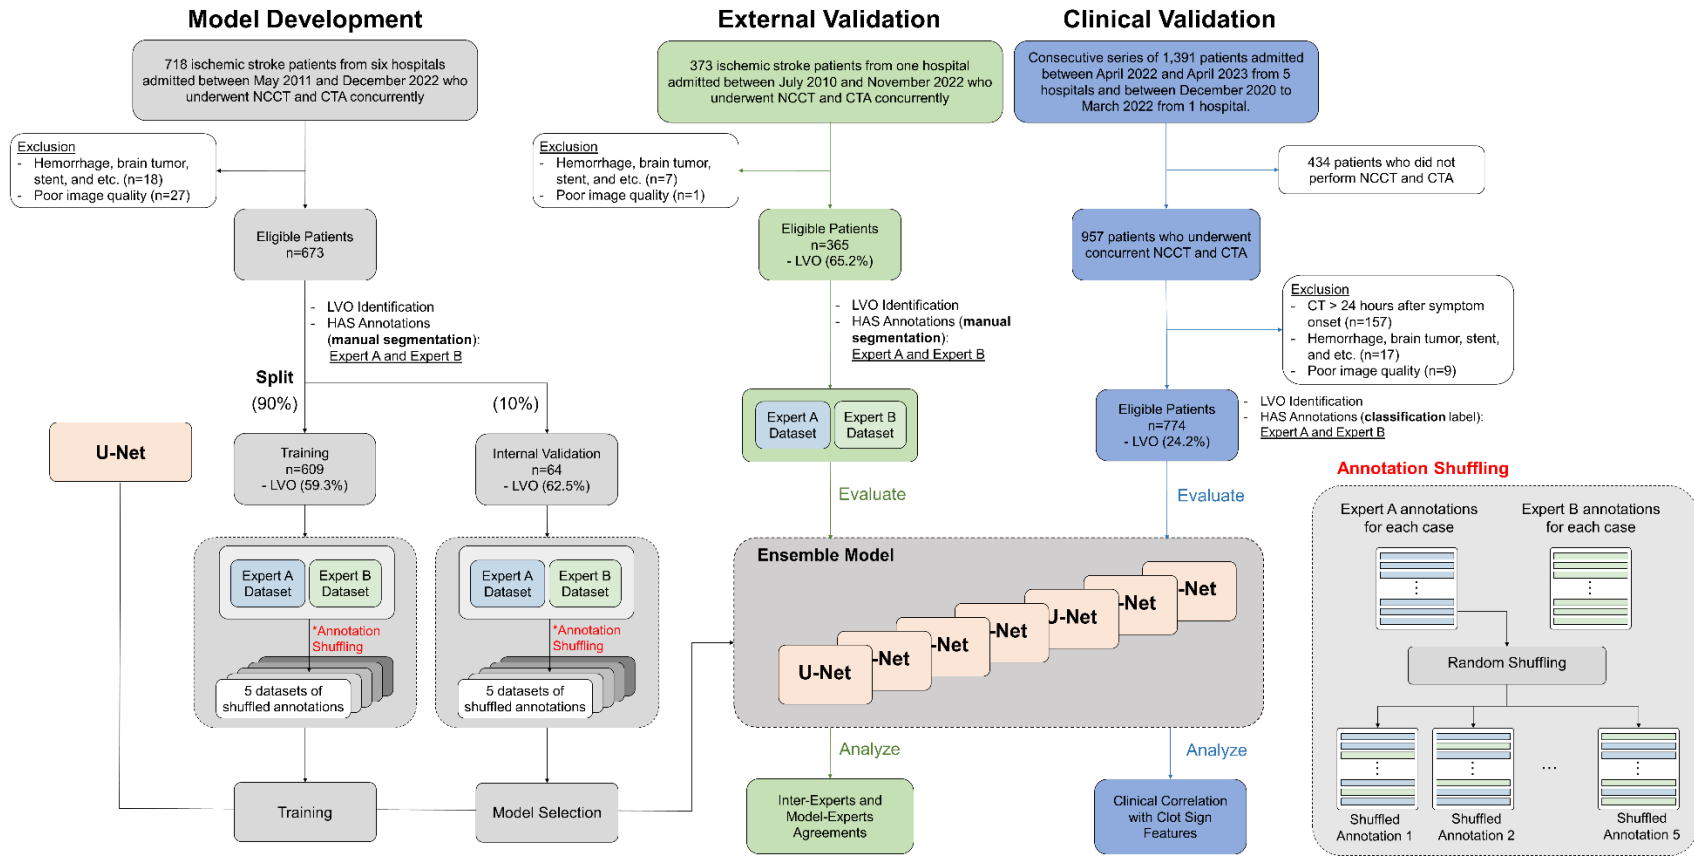 Model Development
718 ischemic stroke patients from six hospitals
admitted between May 2011 and December 2022 who
underwent NCCT and CTA concurrently
Exclusion
- Hemorrhage, brain tumor,
stent, and etc. (n=18)
- Poor image quality (n=27)
Eligible Patients
n=673
- LVO Identification
- HAS Annotations
(manual segmentation):
Expert A and Expert B
Split
(90%)
(10%)
U-Net
Training
n=609
- LVO (59.3%)
Internal Validation
n=64
- LVO (62.5%)
Expert A
Dataset
Expert B
Dataset
*Annotation
Shuffling
5 datasets of
shuffled annotations
Expert A
Dataset
Expert B
Dataset
*Annotation
Shuffling
5 datasets of
shuffled annotations
Training
Model Selection
External Validation
373 ischemic stroke patients from one hospital
admitted between July 2010 and November 2022 who
underwent NCCT and CTA concurrently
Exclusion
- Hemorrhage, brain tumor,
stent, and etc. (n=7)
- Poor image quality (n=1)
Eligible Patients
n=365
- LVO (65.2%)
- LVO Identification
- HAS Annotations (manual
segmentation):
Expert A and Expert B
Expert A
Dataset
Expert B
Dataset
Evaluate
Clinical Validation
Consecutive series of 1,391 patients admitted
between April 2022 and April 2023 from 5
hospitals and between December 2020 to
March 2022 from 1 hospital.
434 patients who did not
perform NCCT and CTA
957 patients who underwent
concurrent NCCT and CTA
Exclusion
- CT > 24 hours after symptom
onset (n=157)
- Hemorrhage, brain tumor, stent,
and etc. (n=17)
- Poor image quality (n=9)
Eligible Patients
n=774
- LVO (24.2%)
- LVO Identification
- HAS Annotations (classification label):
Expert A and Expert B
Evaluate
Ensemble Model
U-Net
-Net
-Net
-Net
U-Net
-Net
-Net
Analyze
Analyze
Inter-Experts and
Model-Experts
Agreements
Clinical Correlation
with Clot Sign
Features
Annotation Shuffling
Expert A annotations
for each case
Expert B annotations
for each case
Random Shuffling
...
Shuffled
Annotation 1
Shuffled
Annotation 2
Shuffled
Annotation 5